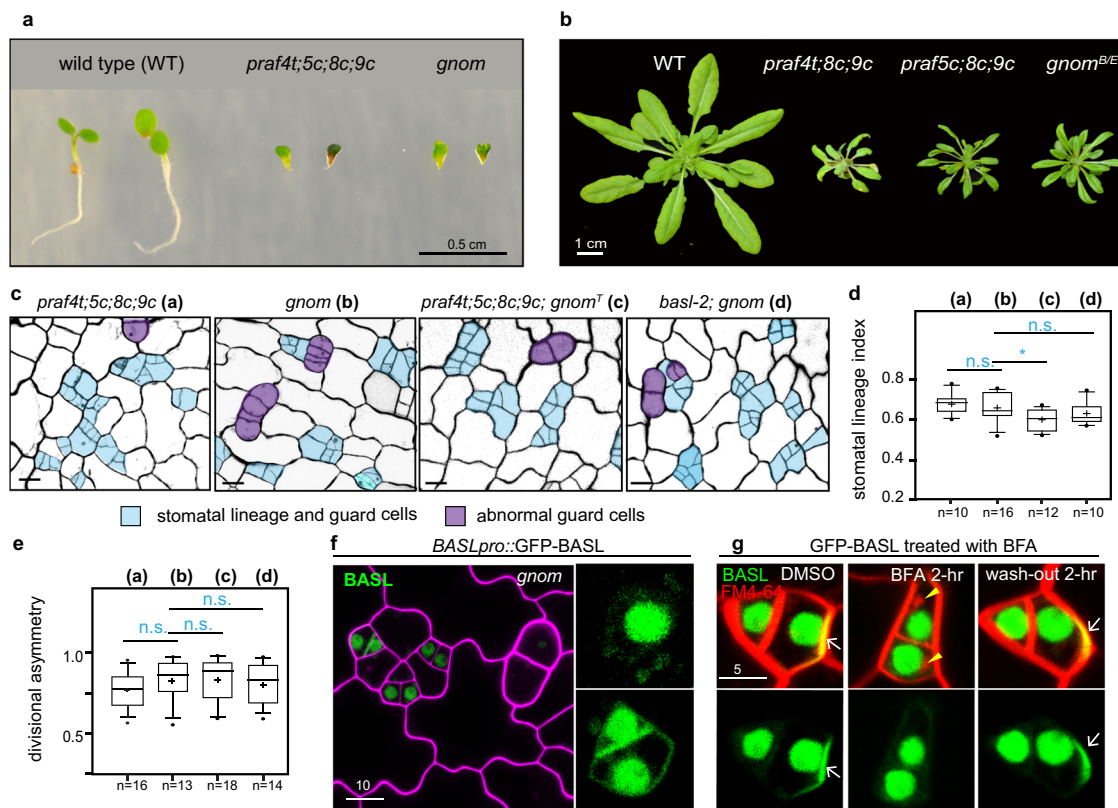 a
wild type (WT) praf4t;5c;8c;9c gnom
0.5 cm
b
WT praf4t;8c;9c praf5c;8c;9c gnomB/E
1 cm
c
praf4t;5c;8c;9c (a) gnom (b) praf4t;5c;8c;9c; gnomT (c) basl-2; gnom (d)
stomatal lineage and guard cells abnormal guard cells
d
(a) (b) (c) (d)
n.s.
n.s. *
stomatal lineage index
0.8
0.6
0.4
0.2
n=10 n=16 n=12 n=10
e
(a) (b) (c) (d)
n.s.
n.s. n.s.
divisional asymmetry
1.0
0.5
n=16 n=13 n=18 n=14
f
BASLpro::GFP-BASL
BASL gnom
10
g
GFP-BASL treated with BFA
BASL DMSO BFA 2-hr wash-out 2-hr
FM4-64
5